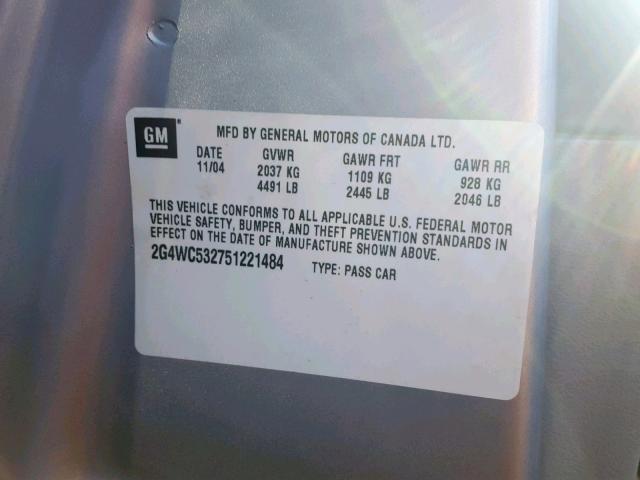 GM
MFD BY GENERAL MOTORS OF CANADA LTD.
DATE GVWR GAWR FRT GAWR RR
11/04 2037 KG 1109 KG 928 KG
4491 LB 2445 LB 2046 LB
THIS VEHICLE CONFORMS TO ALL APPLICABLE U.S. FEDERAL MOTOR
VEHICLE SAFETY, BUMPER, AND THEFT PREVENTION STANDARDS IN
EFFECT ON THE DATE OF MANUFACTURE SHOWN ABOVE.
2G4WC532751221484 TYPE: PASS CAR